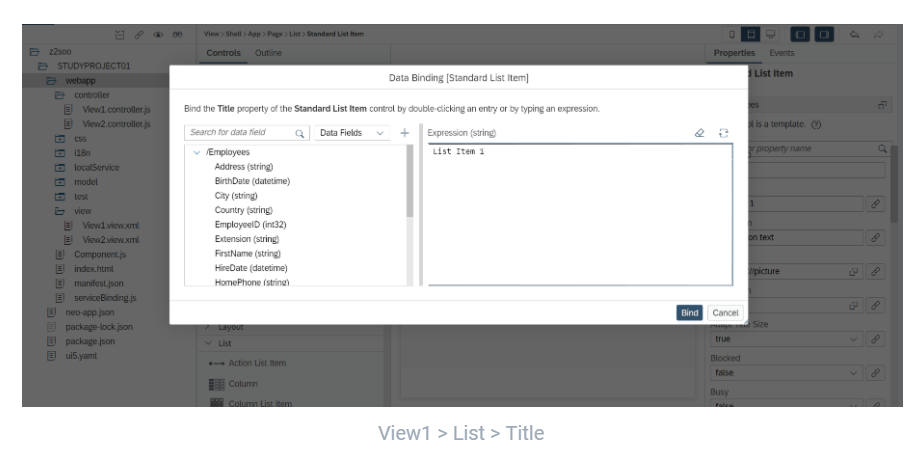 View > Shell > App > Page > List > Standard List Item
z2soo
STUDYPROJECT01
webapp
controller
View1.controller.js
View2.controller.js
css
i18n
localService
model
test
view
View1.view.xml
View2.view.xml
Component.js
index.html
manifest.json
serviceBinding.js
neo-app.json
package-lock.json
package.json
ui5.yaml
Controls Outline
Layout
List
Action List Item
Column
Column List Item
Data Binding [Standard List Item]
Bind the Title property of the Standard List Item control by double-clicking an entry or by typing an expression.
Search for data field Data Fields
/Employees
Address (string)
BirthDate (datetime)
City (string)
Country (string)
EmployeeID (int32)
Extension (string)
FirstName (string)
HireDate (datetime)
HomePhone (string)
Expression (string)
List Item 1
Bind Cancel
Properties Events
List Item
is a template.
property name
1
on text
/picture
Size
true
Blocked
false
Busy
false
View1 > List > Title